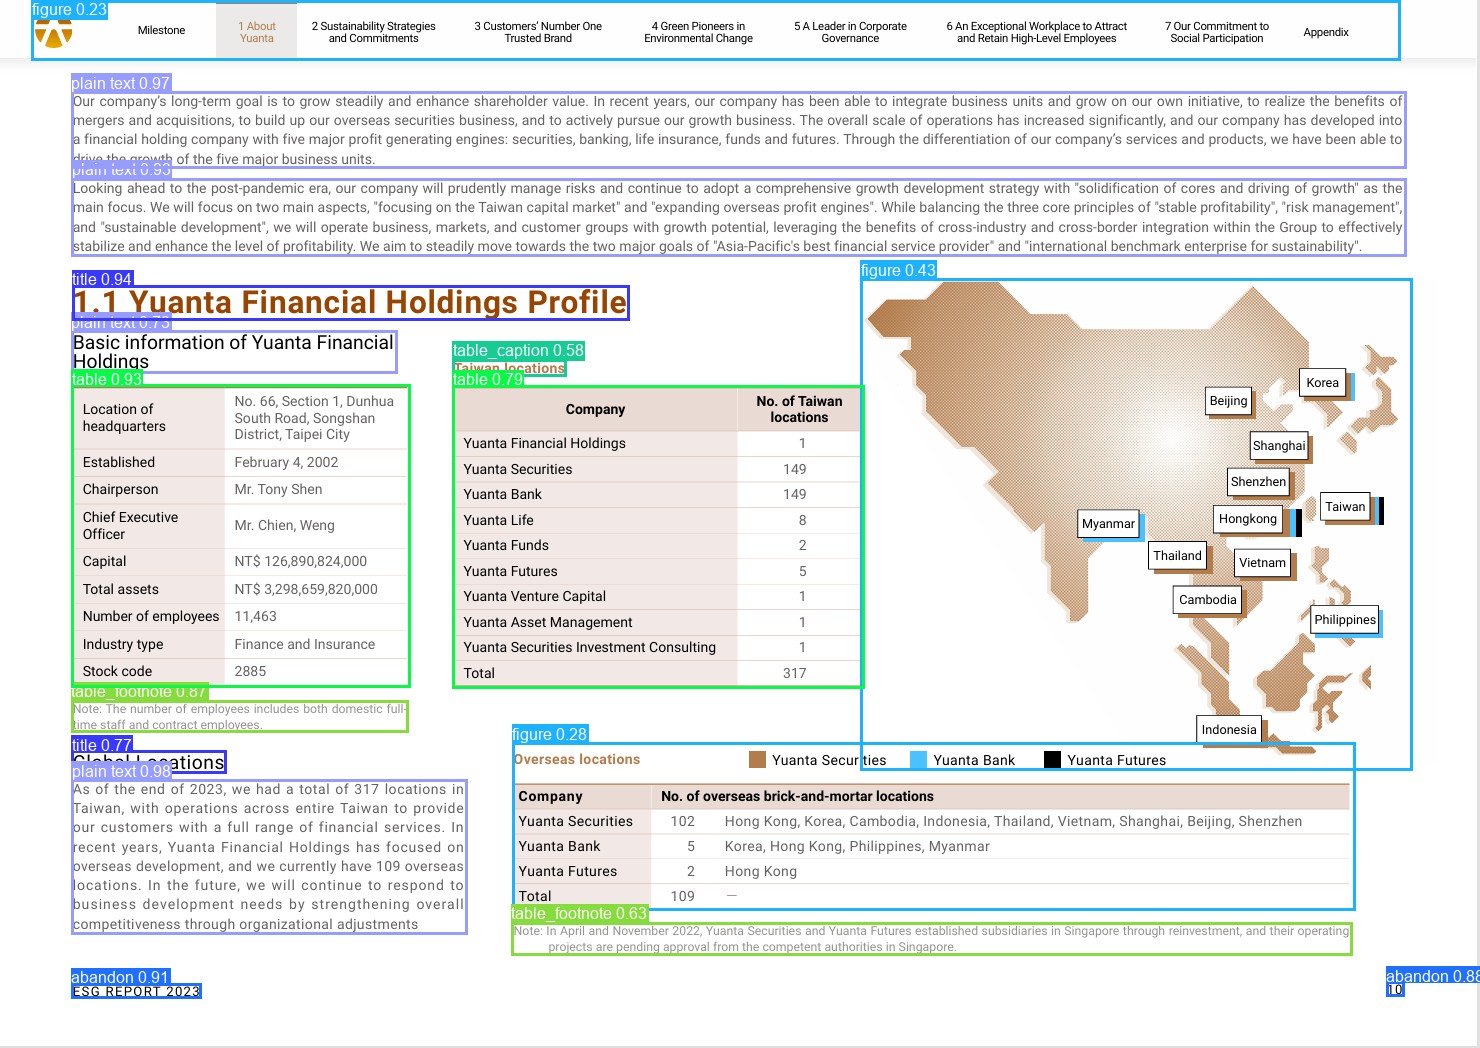 figure 0.23
Milestone
1 About
Yuanta
2 Sustainability Strategies
and Commitments
3 Customers' Number One
Trusted Brand
4 Green Pioneers in
Environmental Change
5 A Leader in Corporate
Governance
6 An Exceptional Workplace to Attract
and Retain High-Level Employees
7 Our Commitment to
Social Participation
Appendix
plain text 0.97
Our company's long-term goal is to grow steadily and enhance shareholder value. In recent years, our company has been able to integrate business units and grow on our own initiative, to realize the benefits of
mergers and acquisitions, to build up our overseas securities business, and to actively pursue our growth business. The overall scale of operations has increased significantly, and our company has developed into
a financial holding company with five major profit generating engines: securities, banking, life insurance, funds and futures. Through the differentiation of our company's services and products, we have been able to
drive the growth of the five major business units.
plain text 0.93
Looking ahead to the post-pandemic era, our company will prudently manage risks and continue to adopt a comprehensive growth development strategy with "solidification of cores and driving of growth" as the
main focus. We will focus on two main aspects, "focusing on the Taiwan capital market" and "expanding overseas profit engines". While balancing the three core principles of "stable profitability", "risk management",
and "sustainable development", we will operate business, markets, and customer groups with growth potential, leveraging the benefits of cross-industry and cross-border integration within the Group to effectively
stabilize and enhance the level of profitability. We aim to steadily move towards the two major goals of "Asia-Pacific's best financial service provider" and "international benchmark enterprise for sustainability".
title 0.94
1.1 Yuanta Financial Holdings Profile
plain text 0.73
Basic information of Yuanta Financial
Holdings
table 0.93
Location of
headquarters
No. 66, Section 1, Dunhua
South Road, Songshan
District, Taipei City
Established February 4, 2002
Chairperson Mr. Tony Shen
Chief Executive
Officer
Mr. Chien, Weng
Capital NT$ 126,890,824,000
Total assets NT$ 3,298,659,820,000
Number of employees 11,463
Industry type Finance and Insurance
Stock code 2885
table_footnote 0.87
Note: The number of employees includes both domestic full-
time staff and contract employees.
table_caption 0.58
Taiwan locations
table 0.79
Company
No. of Taiwan
locations
Yuanta Financial Holdings 1
Yuanta Securities 149
Yuanta Bank 149
Yuanta Life 8
Yuanta Funds 2
Yuanta Futures 5
Yuanta Venture Capital 1
Yuanta Asset Management 1
Yuanta Securities Investment Consulting 1
Total 317
figure 0.43
Korea
Beijing
Shanghai
Shenzhen
Taiwan
Hongkong
Myanmar
Thailand
Vietnam
Cambodia
Philippines
Indonesia
title 0.77
Global Locations
plain text 0.98
As of the end of 2023, we had a total of 317 locations in
Taiwan, with operations across entire Taiwan to provide
our customers with a full range of financial services. In
recent years, Yuanta Financial Holdings has focused on
overseas development, and we currently have 109 overseas
locations. In the future, we will continue to respond to
business development needs by strengthening overall
competitiveness through organizational adjustments
figure 0.28
Overseas locations
Yuanta Securities Yuanta Bank Yuanta Futures
Company No. of overseas brick-and-mortar locations
Yuanta Securities 102 Hong Kong, Korea, Cambodia, Indonesia, Thailand, Vietnam, Shanghai, Beijing, Shenzhen
Yuanta Bank 5 Korea, Hong Kong, Philippines, Myanmar
Yuanta Futures 2 Hong Kong
Total 109 —
table_footnote 0.63
Note: In April and November 2022, Yuanta Securities and Yuanta Futures established subsidiaries in Singapore through reinvestment, and their operating
projects are pending approval from the competent authorities in Singapore.
abandon 0.91
ESG REPORT 2023
abandon 0.88
10